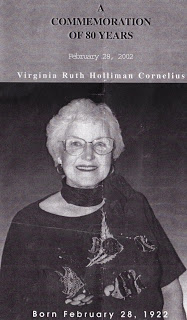 A
COMMEMORATION
OF 80 YEARS
February 28, 2002
Virginia Ruth Holliman Cornelius
Born February 28, 1922